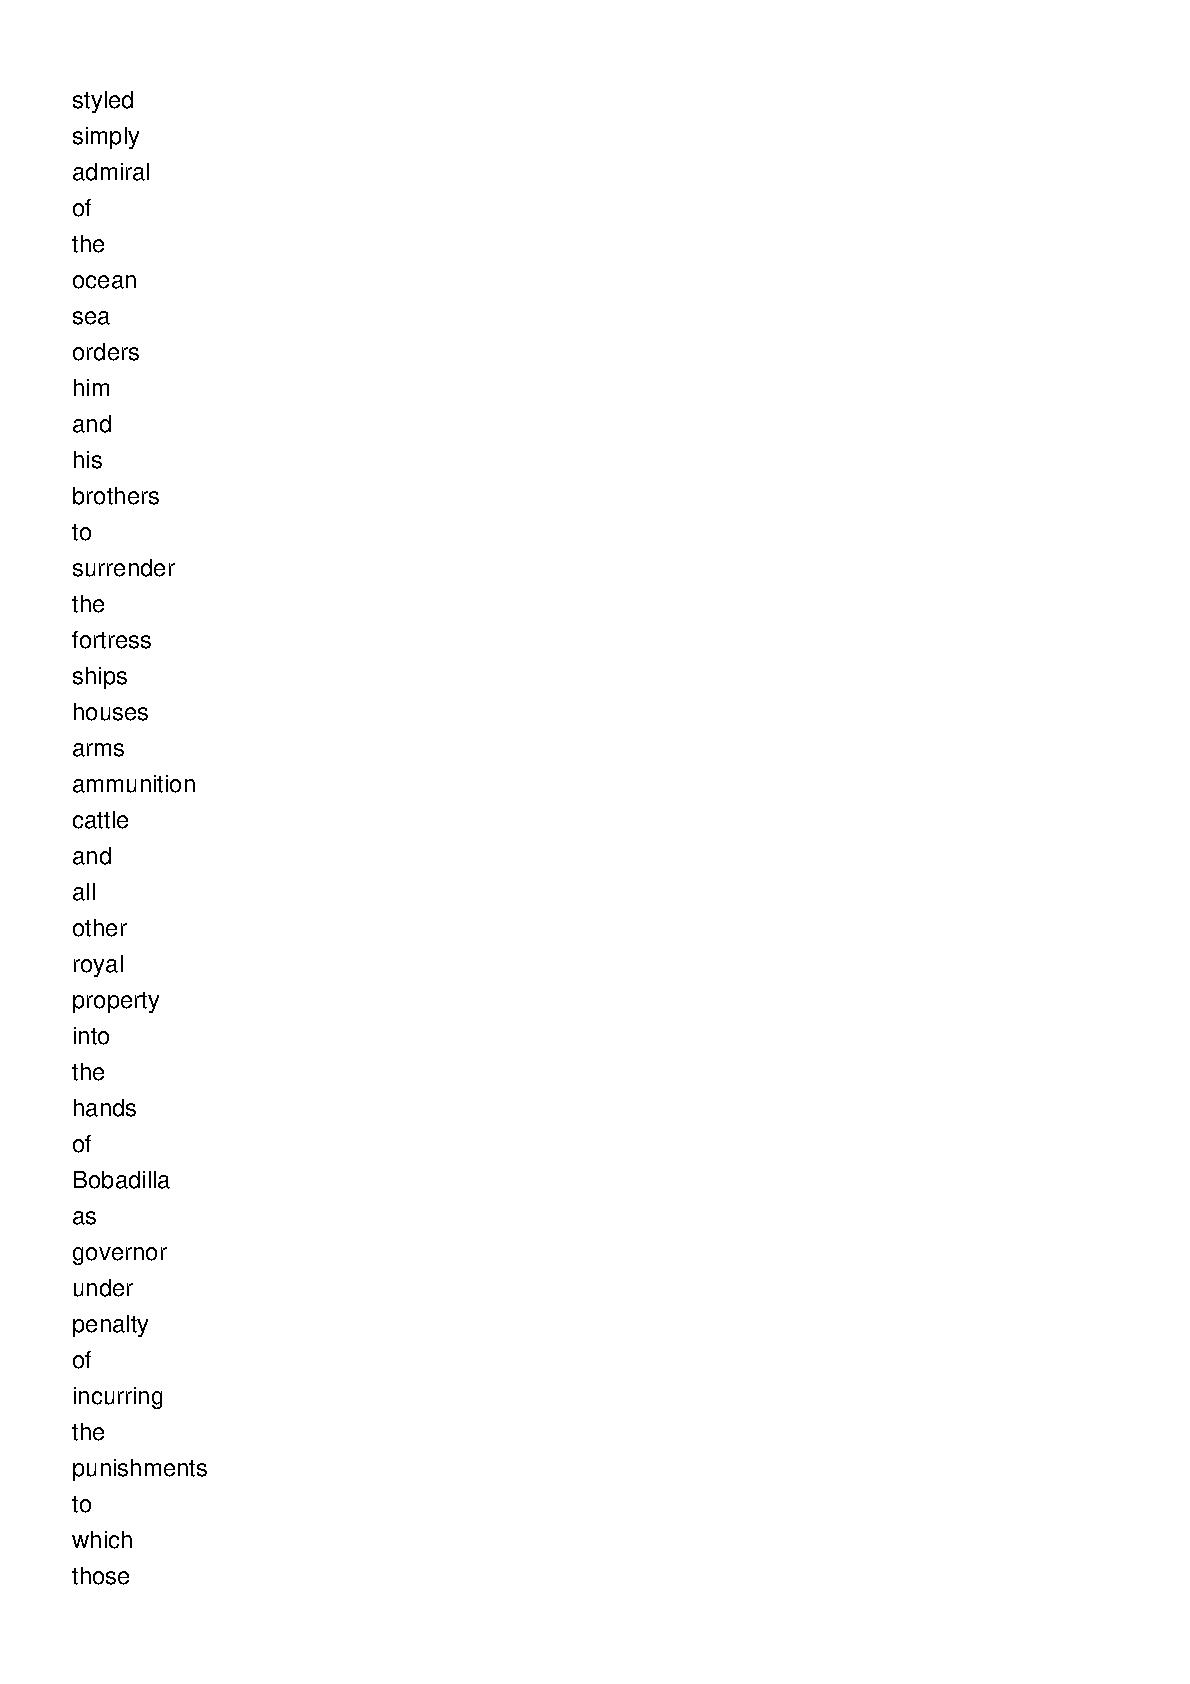 styled
simply
admiral
of
the
ocean
sea
orders
him
and
his
brothers
to
surrender
the
fortress
ships
houses
arms
ammunition
cattle
and
all
other
royal
property
into
the
hands
of
Bobadilla
as
governor
under
penalty
of
incurring
the
punishments
to
which
those